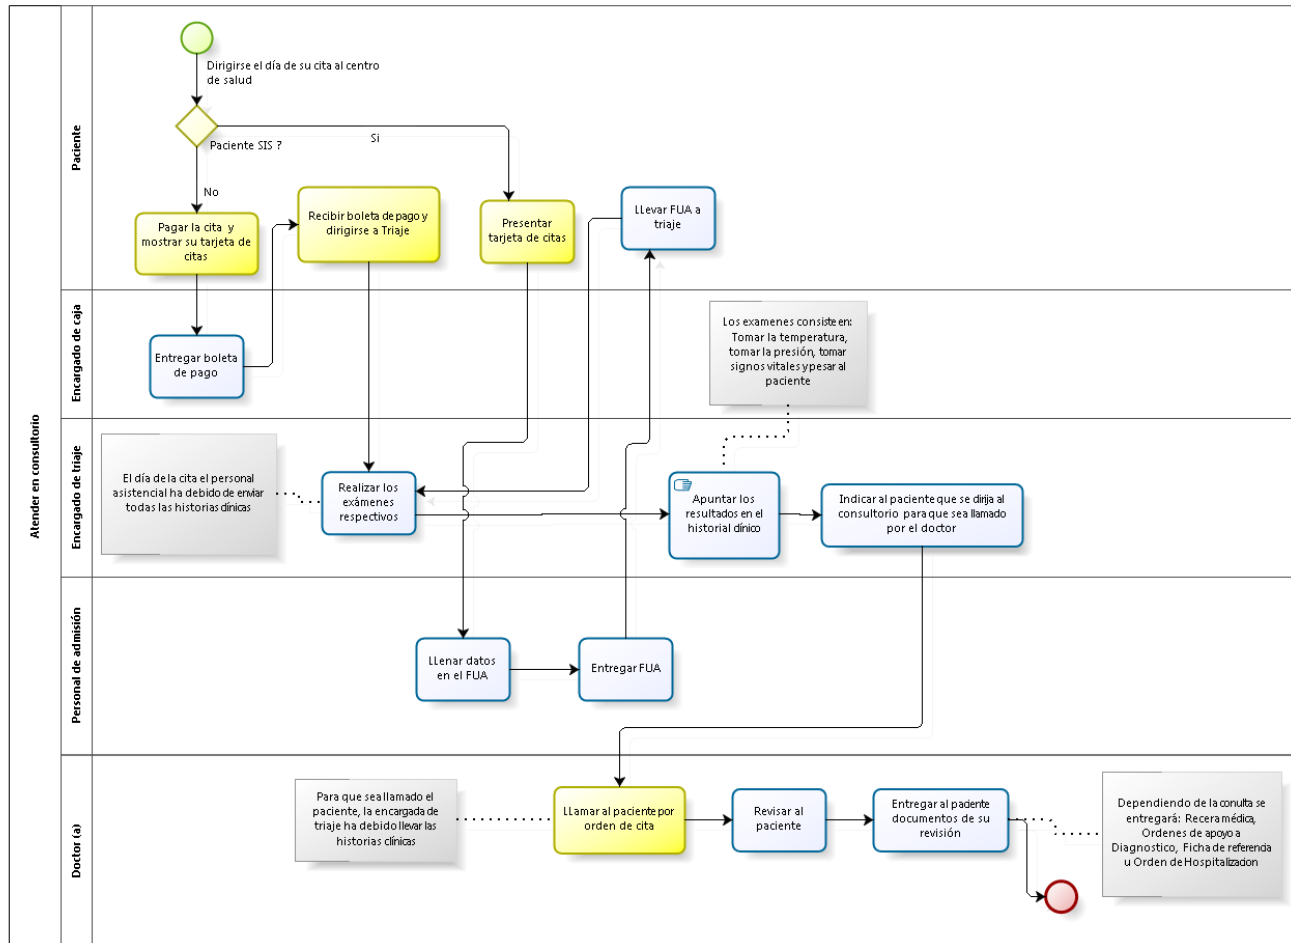 Atender en consultorio
Paciente
Dirigirse el día de su cita al centro
de salud
Paciente SIS ?
Si
No
Pagar la cita y
mostrar su tarjeta de
citas
Recibir boleta de pago y
dirigirse a Triaje
Presentar
tarjeta de citas
LLevar FUA a
triaje
Encargado de caja
Entregar boleta
de pago
Los examenes consiste en:
Tomar la temperatura,
tomar la presión, tomar
signos vitales y pesar al
paciente
Encargado de triaje
El día de la cita el personal
asistencial ha debido de enviar
todas las historias clínicas
Realizar los
exámenes
respectivos
Apuntar los
resultados en el
historial clínico
Indicar al paciente que se dirija al
consultorio para que sea llamado
por el doctor
Personal de admisión
LLenar datos
en el FUA
Entregar FUA
Doctor (a)
Para que sea llamado el
paciente, la encargada de
triaje ha debido llevar las
historias clínicas
LLamar al paciente por
orden de cita
Revisar al
paciente
Entregar al paciente
documentos de su
revisión
Dependiendo de la consulta se
entregará: Recera médica,
Ordenes de apoyo a
Diagnostico, Ficha de referencia
u Orden de Hospitalizacion